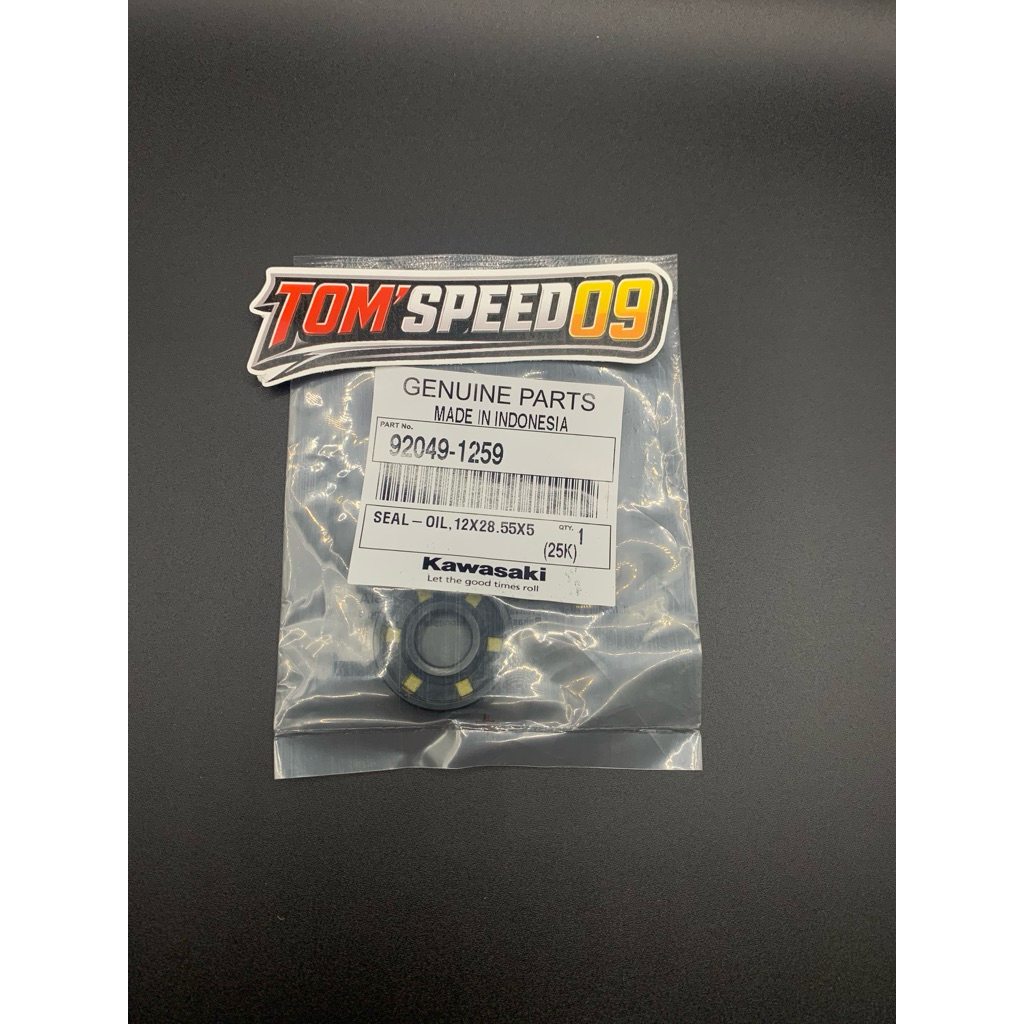 TOM'SPEED09
GENUINE PARTS
MADE IN INDONESIA
PART No.
92049-1259
SEAL-OIL,12X28.55X5
QTY. 1
(25K)
Kawasaki
Let the good times roll